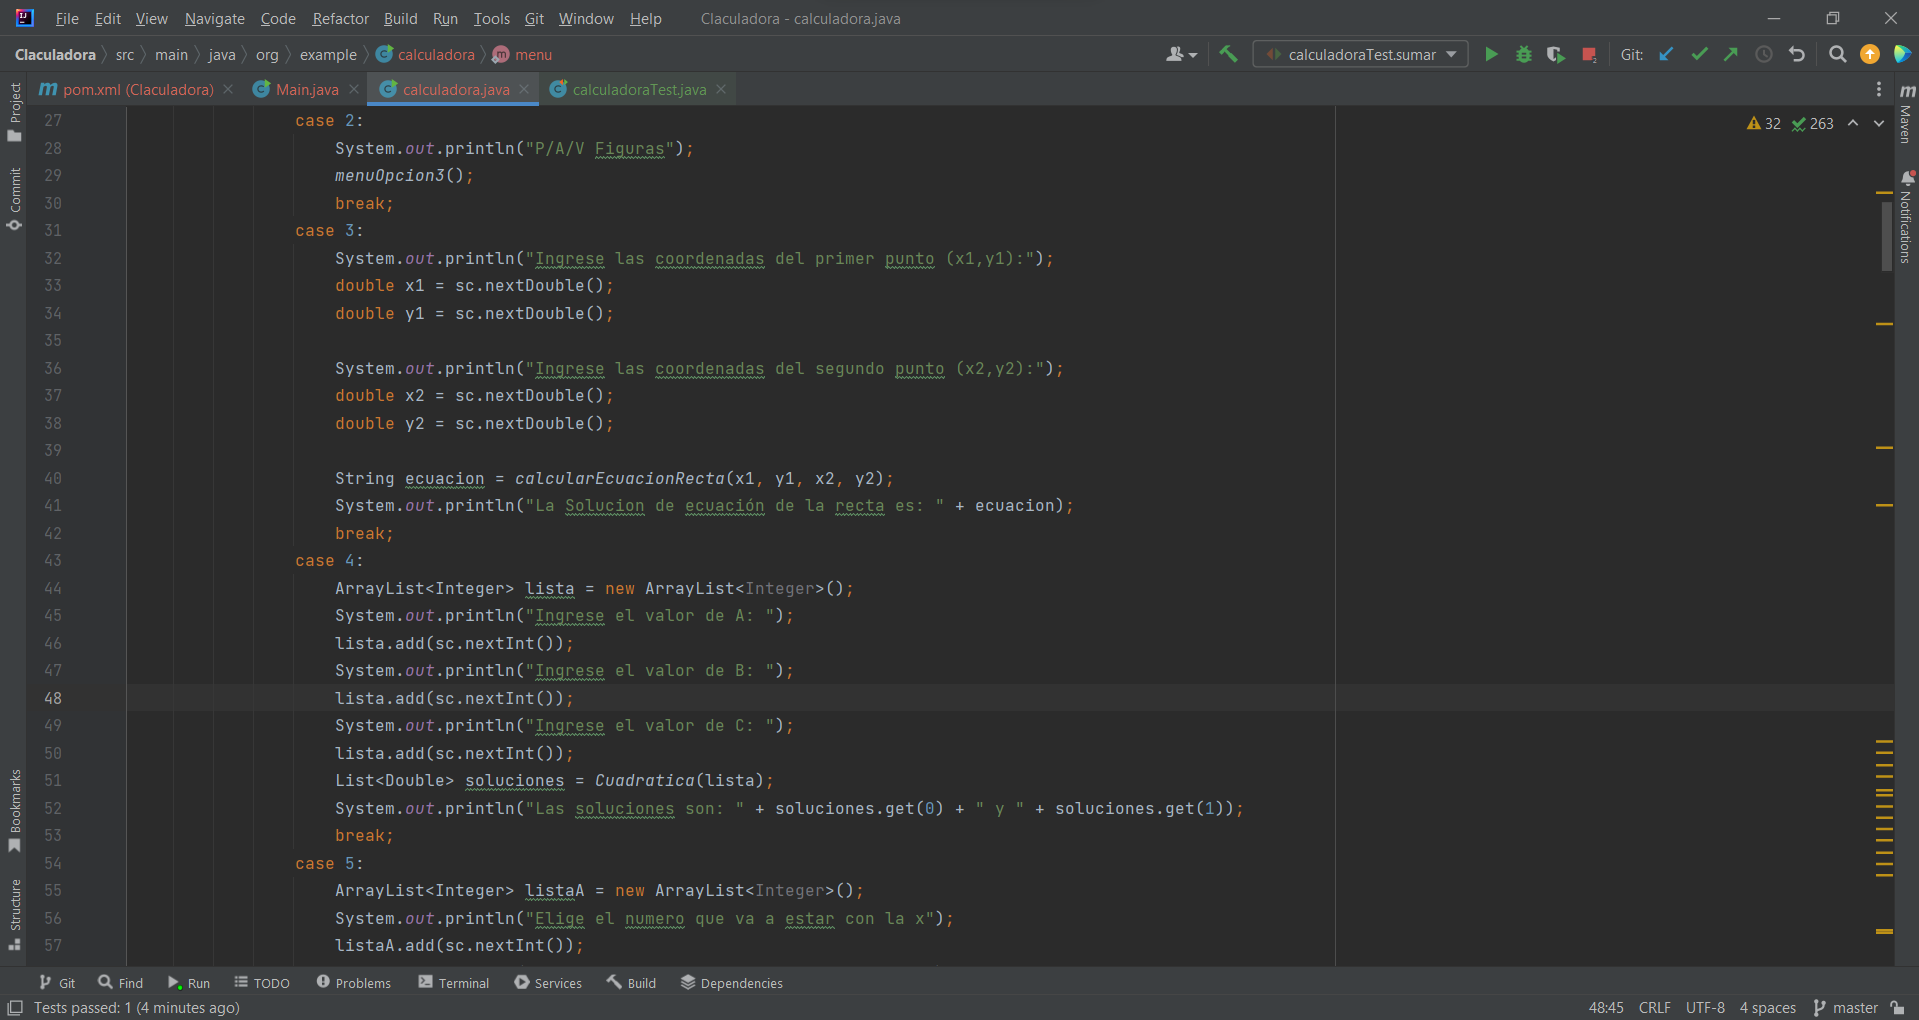 File Edit View Navigate Code Refactor Build Run Tools Git Window Help Claculadora - calculadora.java
Claculadora src main java org example calculadora menu calculadoraTest.sumar Git:
pom.xml (Claculadora) Main.java calculadora.java calculadoraTest.java
Project
Commit
Bookmarks
Structure
Maven
Notifications
32 263
27 case 2:
28 System.out.println("P/A/V Figuras");
29 menuOpcion3();
30 break;
31 case 3:
32 System.out.println("Ingrese las coordenadas del primer punto (x1,y1):");
33 double x1 = sc.nextDouble();
34 double y1 = sc.nextDouble();
35
36 System.out.println("Ingrese las coordenadas del segundo punto (x2,y2):");
37 double x2 = sc.nextDouble();
38 double y2 = sc.nextDouble();
39
40 String ecuacion = calcularEcuacionRecta(x1, y1, x2, y2);
41 System.out.println("La Solucion de ecuación de la recta es: " + ecuacion);
42 break;
43 case 4:
44 ArrayList<Integer> lista = new ArrayList<Integer>();
45 System.out.println("Ingrese el valor de A: ");
46 lista.add(sc.nextInt());
47 System.out.println("Ingrese el valor de B: ");
48 lista.add(sc.nextInt());
49 System.out.println("Ingrese el valor de C: ");
50 lista.add(sc.nextInt());
51 List<Double> soluciones = Cuadratica(lista);
52 System.out.println("Las soluciones son: " + soluciones.get(0) + " y " + soluciones.get(1));
53 break;
54 case 5:
55 ArrayList<Integer> listaA = new ArrayList<Integer>();
56 System.out.println("Elige el numero que va a estar con la x");
57 listaA.add(sc.nextInt());
Git Find Run TODO Problems Terminal Services Build Dependencies
Tests passed: 1 (4 minutes ago) 48:45 CRLF UTF-8 4 spaces master